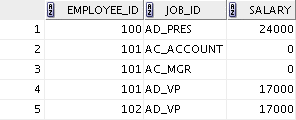 EMPLOYEE_ID JOB_ID SALARY
1 100 AD_PRES 24000
2 101 AC_ACCOUNT 0
3 101 AC_MGR 0
4 101 AD_VP 17000
5 102 AD_VP 17000